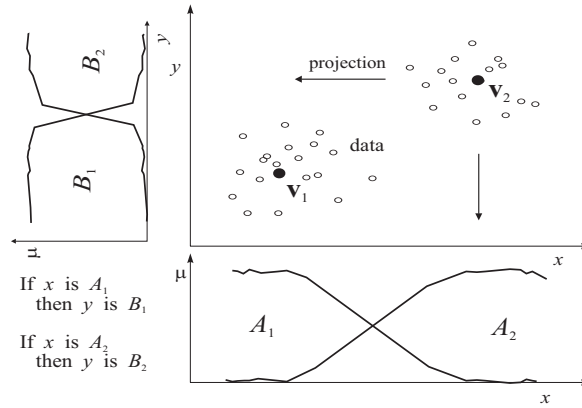 y
B₂
B₁
μ
y
projection
v₂
data
v₁
x
μ
A₁
A₂
x
If x is A₁
then y is B₁
If x is A₂
then y is B₂